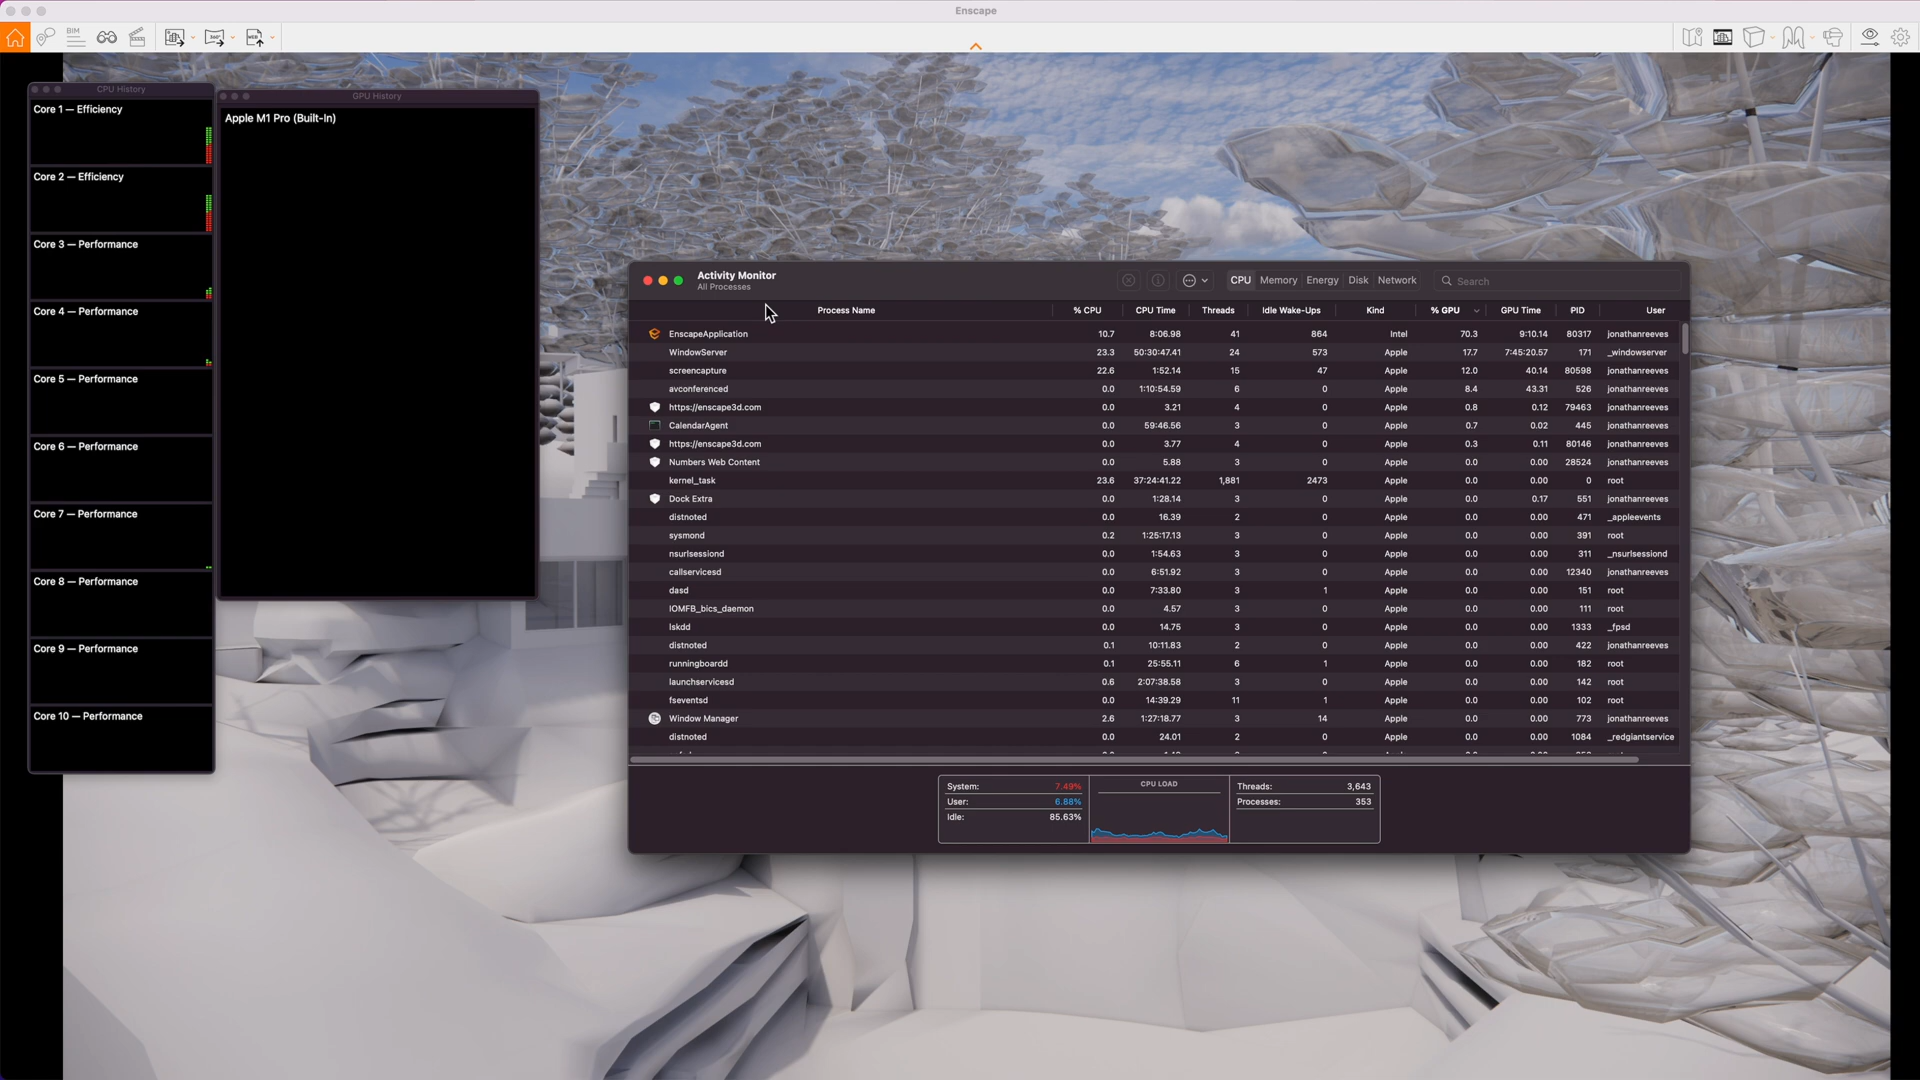 Enscape
BIM
360°
WEB
CPU History
Core 1 — Efficiency
Core 2 — Efficiency
Core 3 — Performance
Core 4 — Performance
Core 5 — Performance
Core 6 — Performance
Core 7 — Performance
Core 8 — Performance
Core 9 — Performance
Core 10 — Performance
GPU History
Apple M1 Pro (Built-In)
Activity Monitor
All Processes
CPU Memory Energy Disk Network
Search
Process Name % CPU CPU Time Threads Idle Wake-Ups Kind % GPU GPU Time PID User
EnscapeApplication 10.7 8:06.98 41 864 Intel 70.3 9:10.14 80317 jonathanreeves
WindowServer 23.3 50:30:47.41 24 573 Apple 17.7 7:45:20.57 171 _windowserver
screencapture 22.6 1:52.14 15 47 Apple 12.0 40.14 80598 jonathanreeves
avconferenced 0.0 1:10:54.59 6 0 Apple 8.4 43.31 526 jonathanreeves
https://enscape3d.com 0.0 3.21 4 0 Apple 0.8 0.12 79463 jonathanreeves
CalendarAgent 0.0 59:46.56 3 0 Apple 0.7 0.02 445 jonathanreeves
https://enscape3d.com 0.0 3.77 4 0 Apple 0.3 0.11 80146 jonathanreeves
Numbers Web Content 0.0 5.88 3 0 Apple 0.0 0.00 28524 jonathanreeves
kernel_task 23.6 37:24:41.22 1,881 2473 Apple 0.0 0.00 0 root
Dock Extra 0.0 1:28.14 3 0 Apple 0.0 0.17 551 jonathanreeves
distnoted 0.0 16.39 2 0 Apple 0.0 0.00 471 _appleevents
sysmond 0.2 1:25:17.13 3 0 Apple 0.0 0.00 391 root
nsurlsessiond 0.0 1:54.63 3 0 Apple 0.0 0.00 311 _nsurlsessiond
callservicesd 0.0 6:51.92 3 0 Apple 0.0 0.00 12340 jonathanreeves
dasd 0.0 7:33.80 3 1 Apple 0.0 0.00 151 root
IOMFB_bics_daemon 0.0 4.57 3 0 Apple 0.0 0.00 111 root
lskdd 0.0 14.75 3 0 Apple 0.0 0.00 1333 _fpsd
distnoted 0.1 10:11.83 2 0 Apple 0.0 0.00 422 jonathanreeves
runningboardd 0.1 25:55.11 6 1 Apple 0.0 0.00 182 root
launchservicesd 0.6 2:07:38.58 3 0 Apple 0.0 0.00 142 root
fseventsd 0.0 14:39.29 11 1 Apple 0.0 0.00 102 root
Window Manager 2.6 1:27:18.77 3 14 Apple 0.0 0.00 773 jonathanreeves
distnoted 0.0 24.01 2 0 Apple 0.0 0.00 1084 _redgiantservice
System: 7.49%
User: 6.88%
Idle: 85.63%
CPU LOAD
Threads: 3,643
Processes: 353